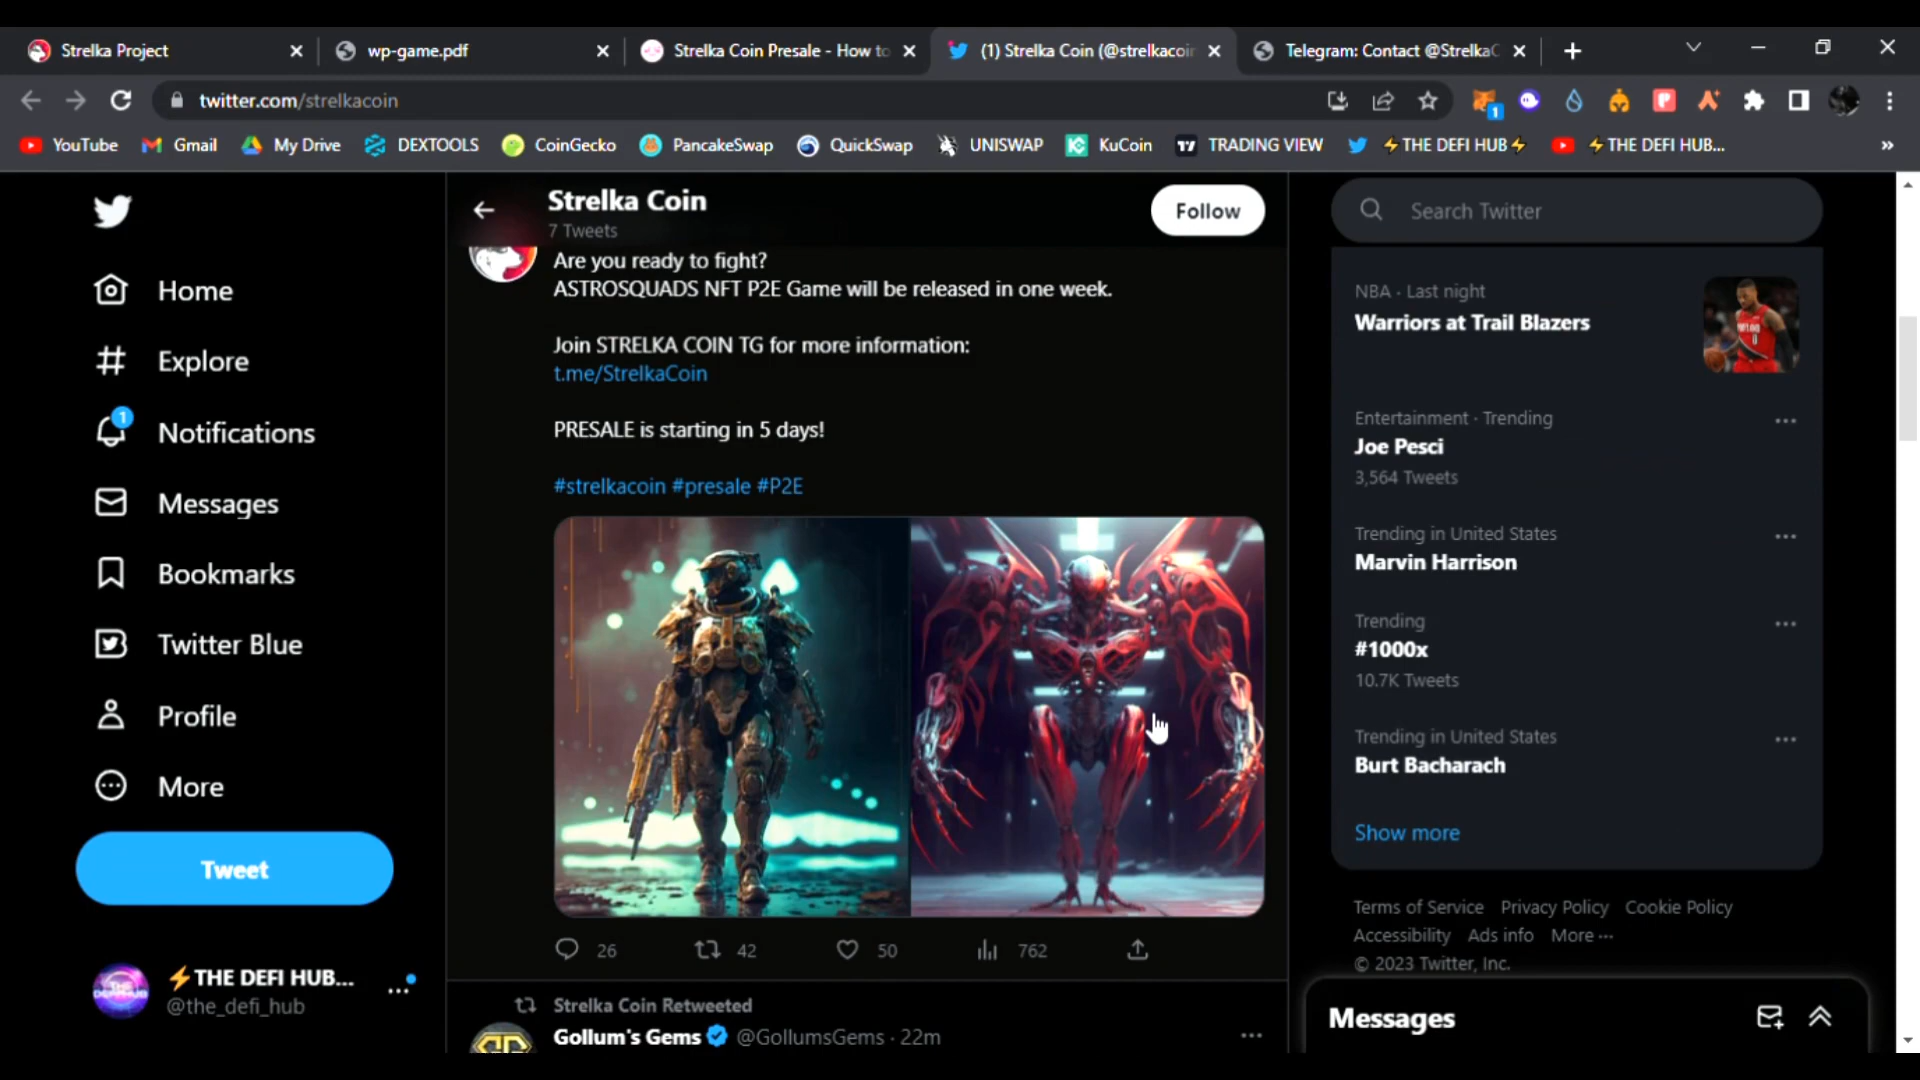 Strelka Project
wp-game.pdf
Strelka Coin Presale - How to
(1) Strelka Coin (@strelkacoin
Telegram: Contact @StrelkaC
twitter.com/strelkacoin
1
YouTube
Gmail
My Drive
DEXTOOLS
CoinGecko
PancakeSwap
QuickSwap
UNISWAP
KuCoin
TRADING VIEW
⚡THE DEFI HUB⚡
⚡THE DEFI HUB...
Home
Explore
1
Notifications
Messages
Bookmarks
Twitter Blue
Profile
More
Tweet
⚡THE DEFI HUB...
@the_defi_hub
Strelka Coin
7 Tweets
Follow
Are you ready to fight?
ASTROSQUADS NFT P2E Game will be released in one week.
Join STRELKA COIN TG for more information:
t.me/StrelkaCoin
PRESALE is starting in 5 days!
#strelkacoin #presale #P2E
26
42
50
762
Strelka Coin Retweeted
Gollum's Gems @GollumsGems · 22m
Search Twitter
NBA · Last night
Warriors at Trail Blazers
Entertainment · Trending
Joe Pesci
3,564 Tweets
Trending in United States
Marvin Harrison
Trending
#1000x
10.7K Tweets
Trending in United States
Burt Bacharach
Show more
Terms of Service Privacy Policy Cookie Policy
Accessibility Ads info More ···
© 2023 Twitter, Inc.
Messages